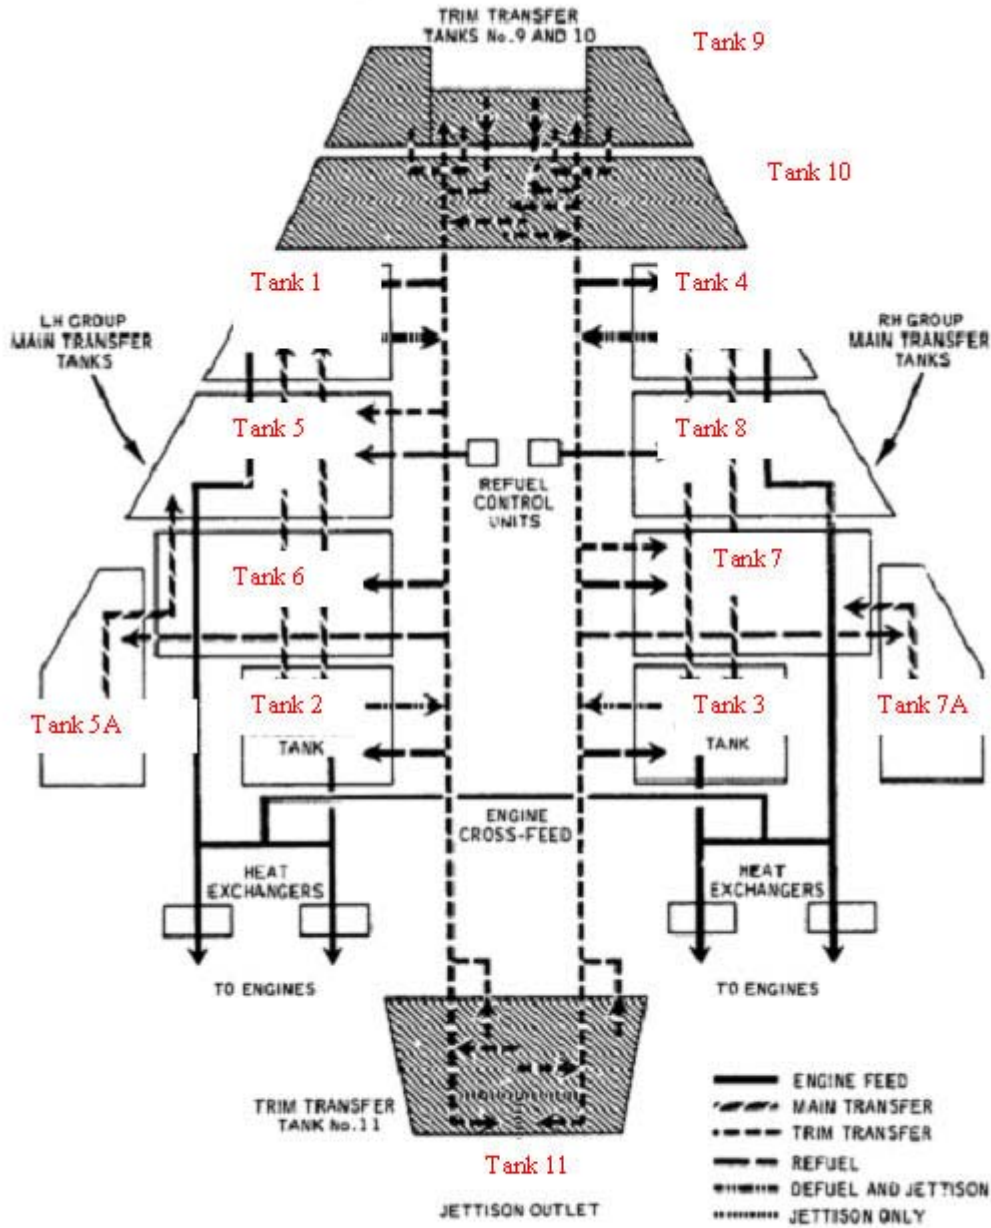 TRIM TRANSFER
TANKS No.9 AND 10
Tank 9
Tank 10
Tank 1
Tank 4
LH GROUP
MAIN TRANSFER
TANKS
RH GROUP
MAIN TRANSFER
TANKS
Tank 5
Tank 8
REFUEL
CONTROL
UNITS
Tank 6
Tank 7
Tank 5A
Tank 2
TANK
Tank 3
TANK
Tank 7A
ENGINE
CROSS-FEED
HEAT
EXCHANGERS
HEAT
EXCHANGERS
TO ENGINES
TO ENGINES
TRIM TRANSFER
TANK No.11
Tank 11
JETTISON OUTLET
ENGINE FEED
MAIN TRANSFER
TRIM TRANSFER
REFUEL
DEFUEL AND JETTISON
JETTISON ONLY